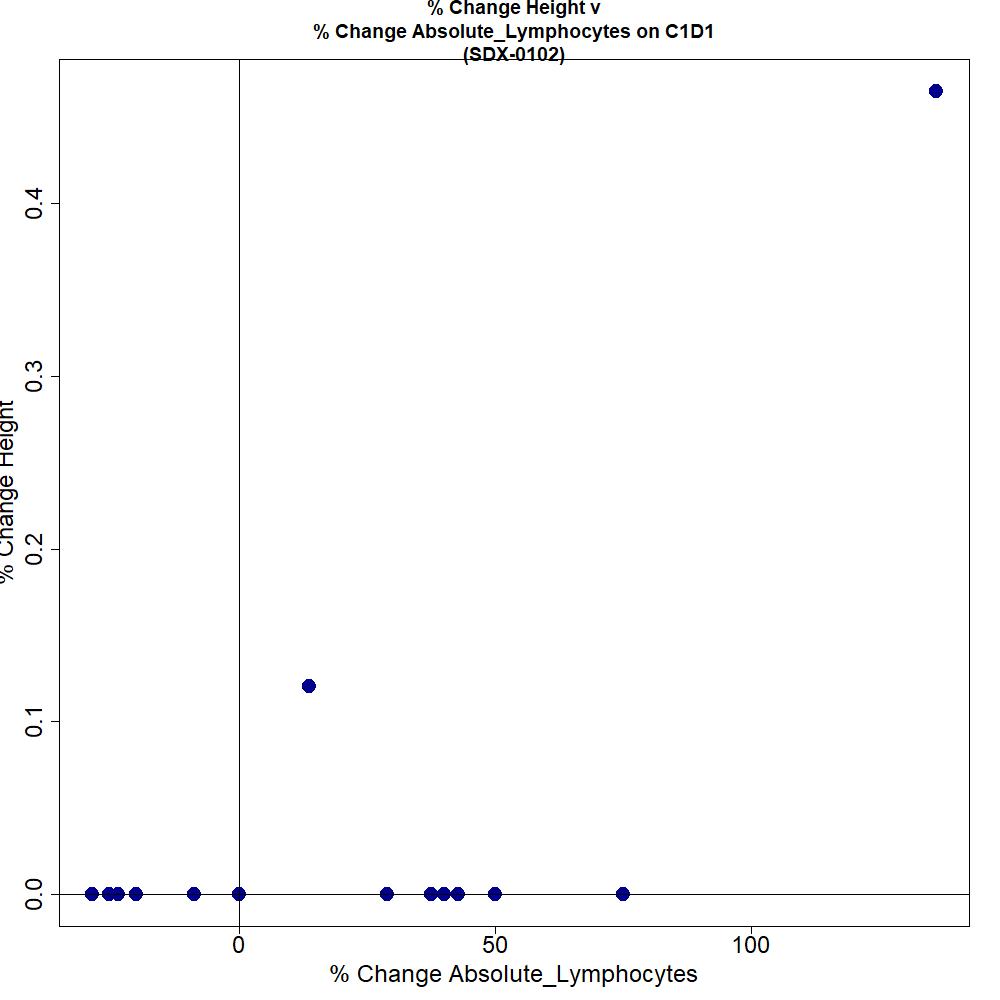 % Change Height v
% Change Absolute_Lymphocytes on C1D1
(SDX-0102)
% Change Height
0.4
0.3
0.2
0.1
0.0
0
50
100
% Change Absolute_Lymphocytes